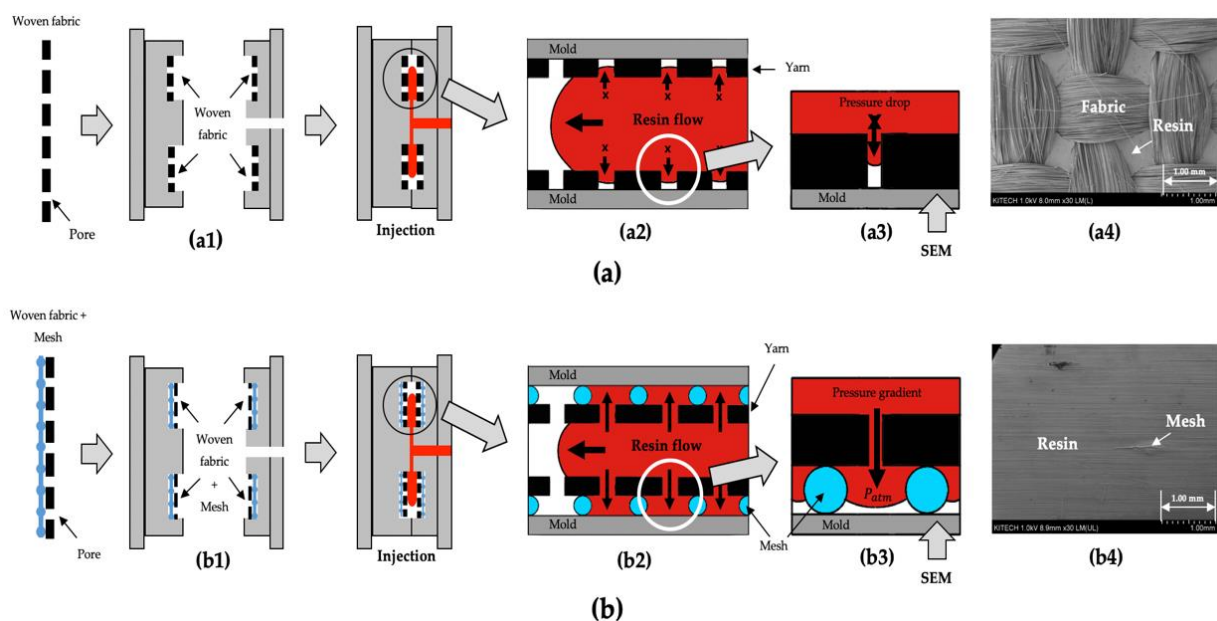 Woven fabric
Pore
Woven
fabric
(a1)
Injection
Mold
Yarn
x x x
Resin flow
x x x
Mold
(a2)
Pressure drop
Mold
(a3)
SEM
Fabric
Resin
1.00 mm
KITECH 1.0kV 8.0mm x30 LM(L) 1.00mm
(a4)
(a)
Woven fabric +
Mesh
Pore
Woven
fabric
+
Mesh
(b1)
Injection
Mold
Yarn
Resin flow
Mold
Mesh
(b2)
Pressure gradient
Patm
Mold
(b3)
SEM
Mesh
Resin
1.00 mm
KITECH 1.0kV 8.9mm x30 LM(UL) 1.00mm
(b4)
(b)